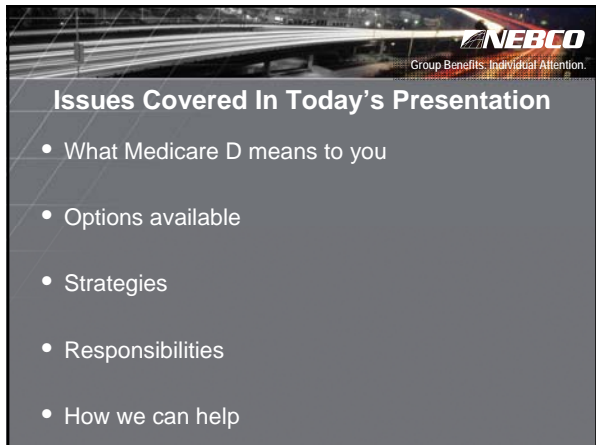 NEBCO
Group Benefits. Individual Attention.
Issues Covered In Today's Presentation
• What Medicare D means to you
• Options available
• Strategies
• Responsibilities
• How we can help